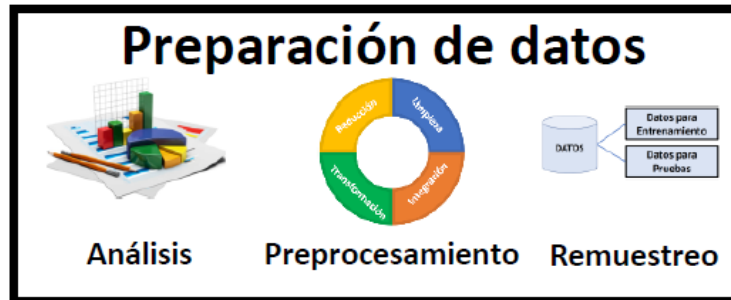 Preparación de datos
Reducción
Limpieza
Transformación
Integración
DATOS
Datos para
Entrenamiento
Datos para
Pruebas
Análisis
Preprocesamiento
Remuestreo